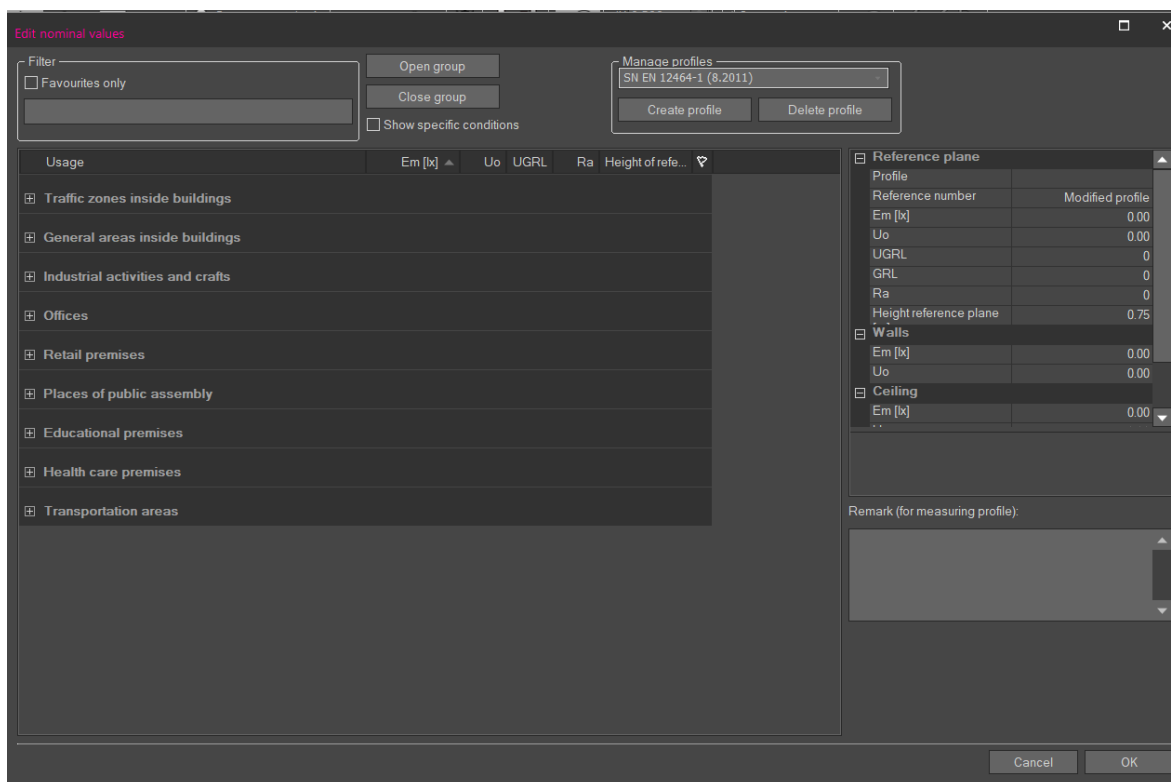 Edit nominal values
Filter
Favourites only
Open group
Close group
Show specific conditions
Manage profiles
SN EN 12464-1 (8.2011)
Create profile
Delete profile
Usage Em [lx] Uo UGRL Ra Height of refe...
Traffic zones inside buildings
General areas inside buildings
Industrial activities and crafts
Offices
Retail premises
Places of public assembly
Educational premises
Health care premises
Transportation areas
Reference plane
Profile
Reference number Modified profile
Em [lx] 0.00
Uo 0.00
UGRL 0
GRL 0
Ra 0
Height reference plane 0.75
Walls
Em [lx] 0.00
Uo 0.00
Ceiling
Em [lx] 0.00
Remark (for measuring profile):
Cancel
OK